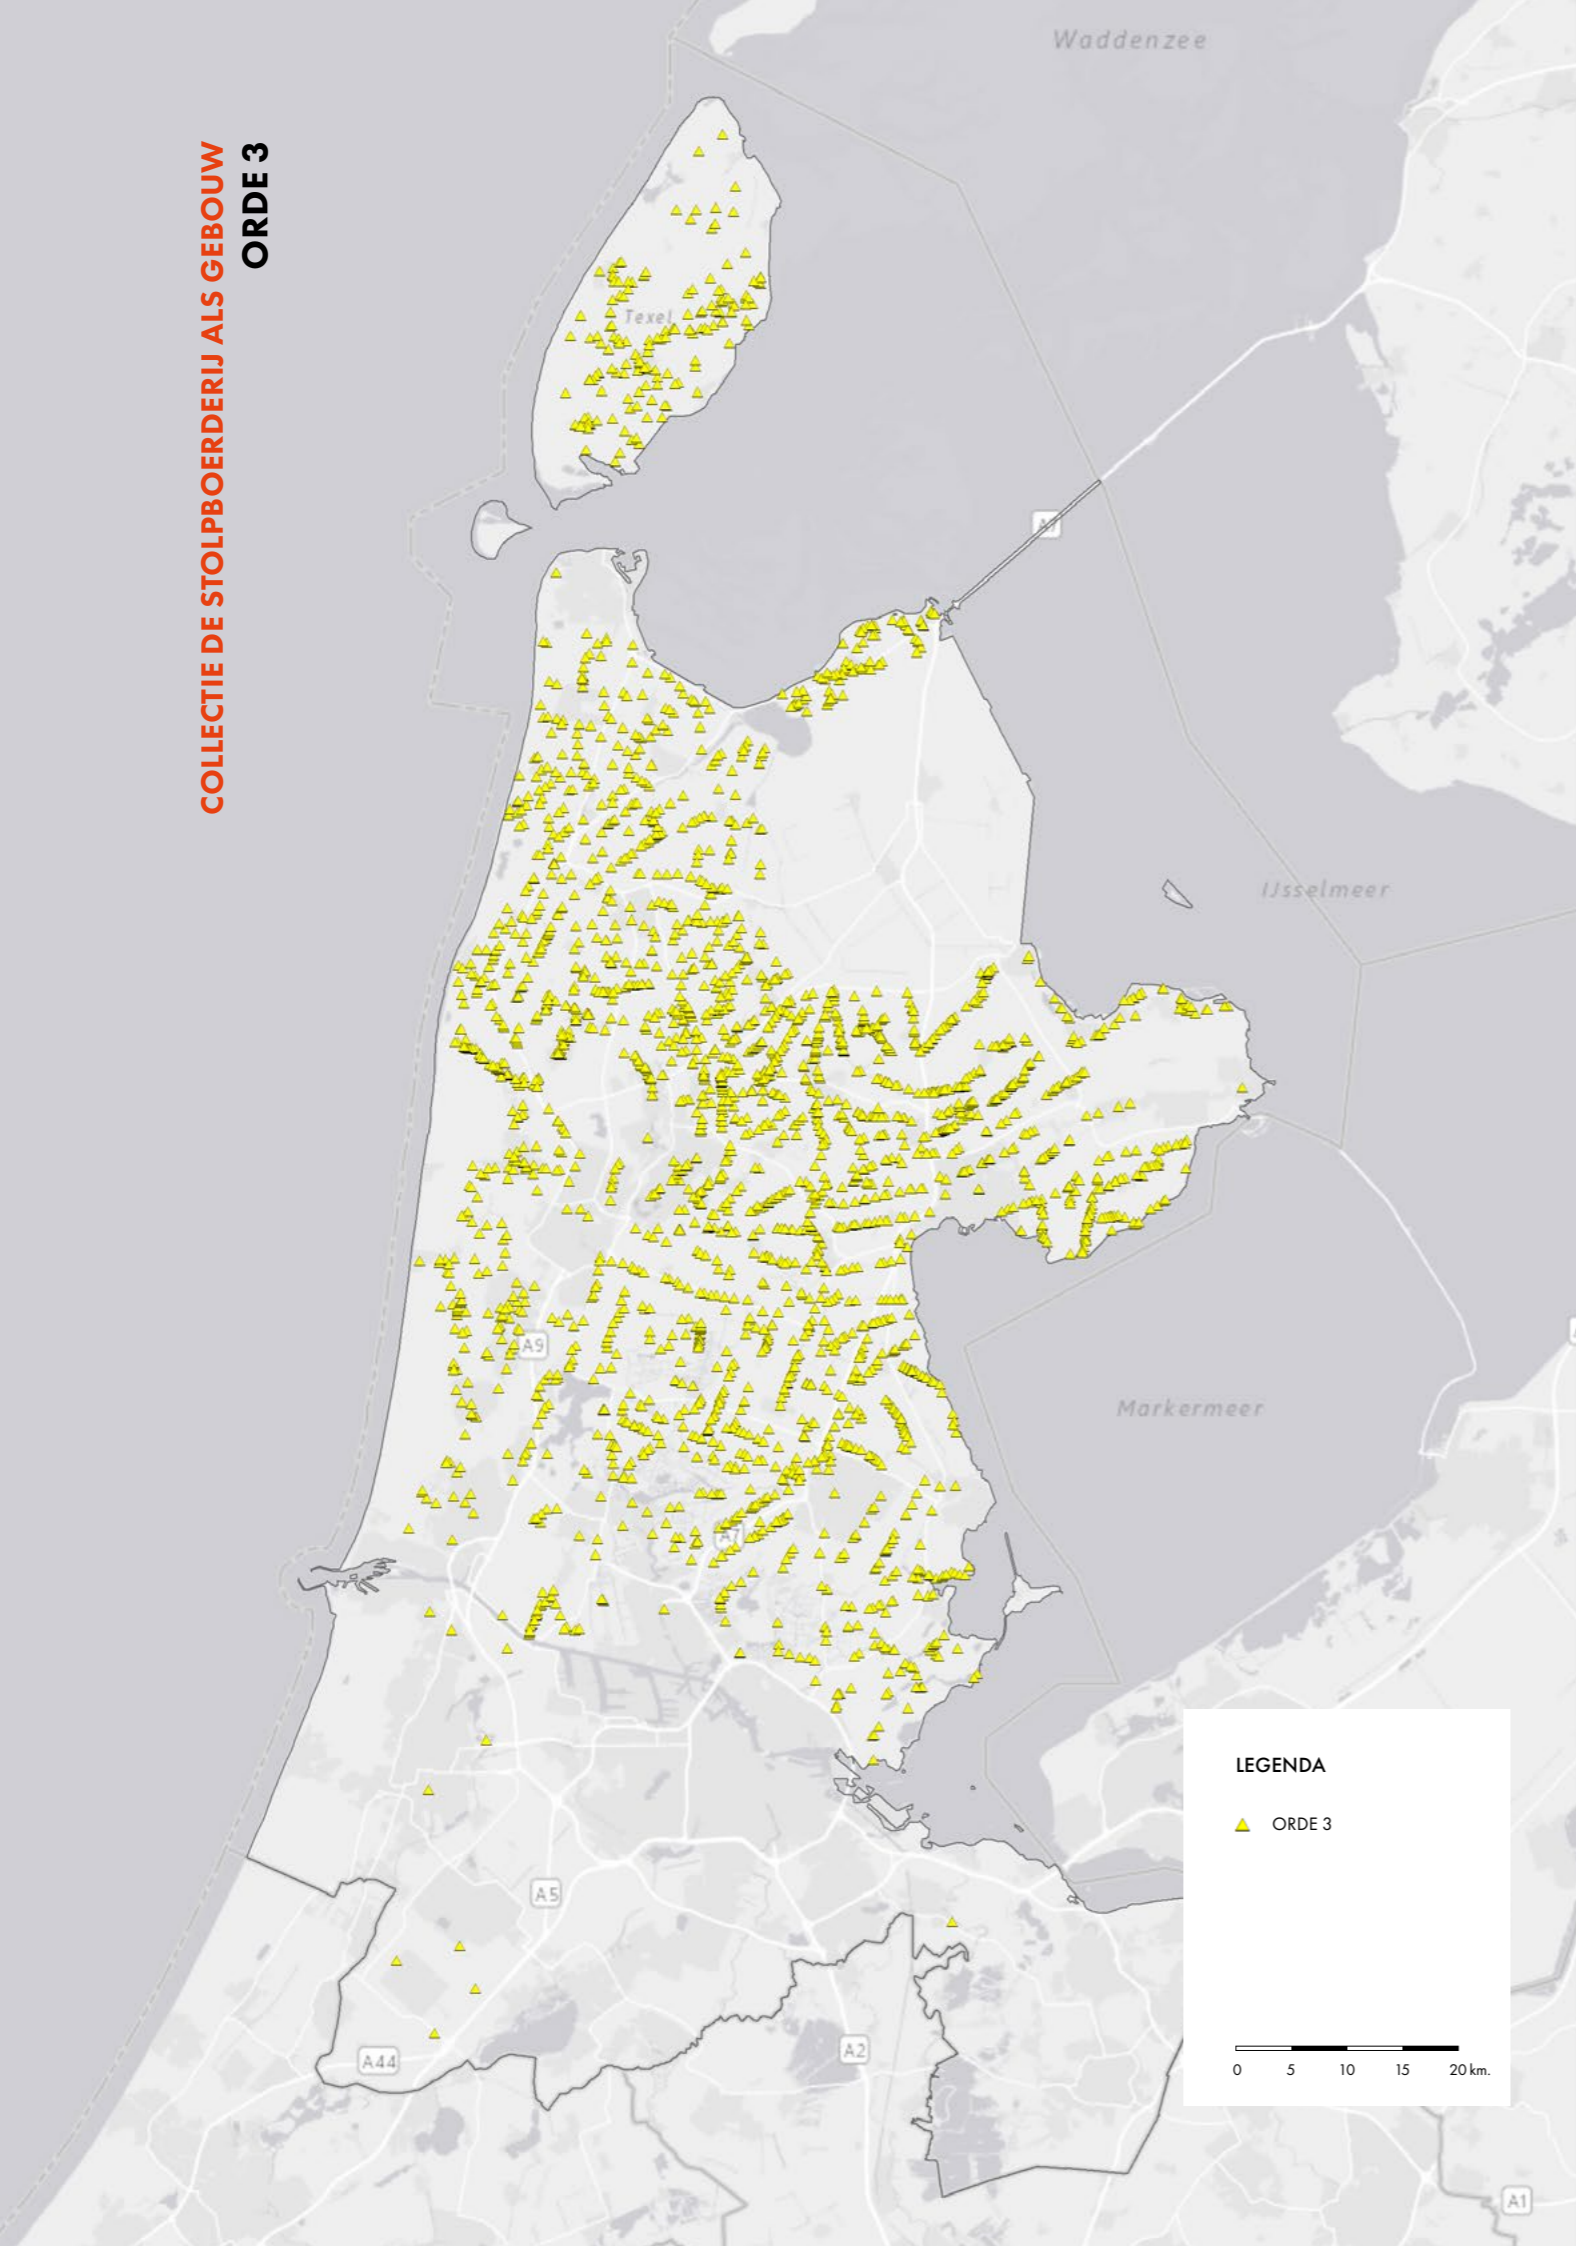 COLLECTIE DE STOLPBOERDERIJ ALS GEBOUW
ORDE 3
Waddenzee
Texel
A7
IJsselmeer
A9
Markermeer
A7
A5
A44
A2
A1
LEGENDA
ORDE 3
0 5 10 15 20 km.